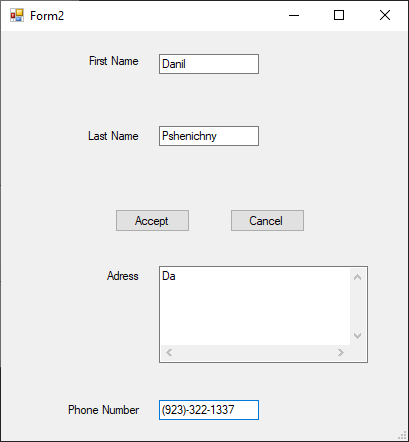 Form2
First Name Danil
Last Name Pshenichny
Accept Cancel
Adress Da
Phone Number (923)-322-1337